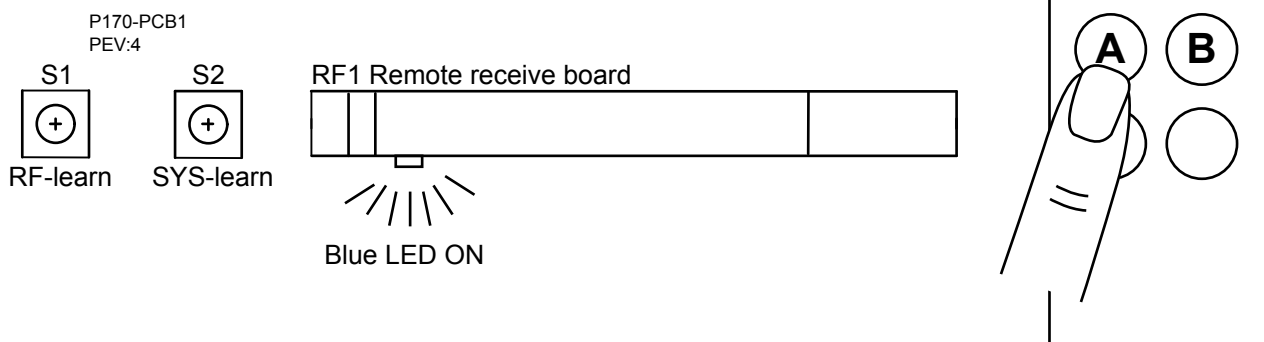 P170-PCB1
PEV:4
S1
S2
RF1 Remote receive board
RF-learn
SYS-learn
Blue LED ON
A
B